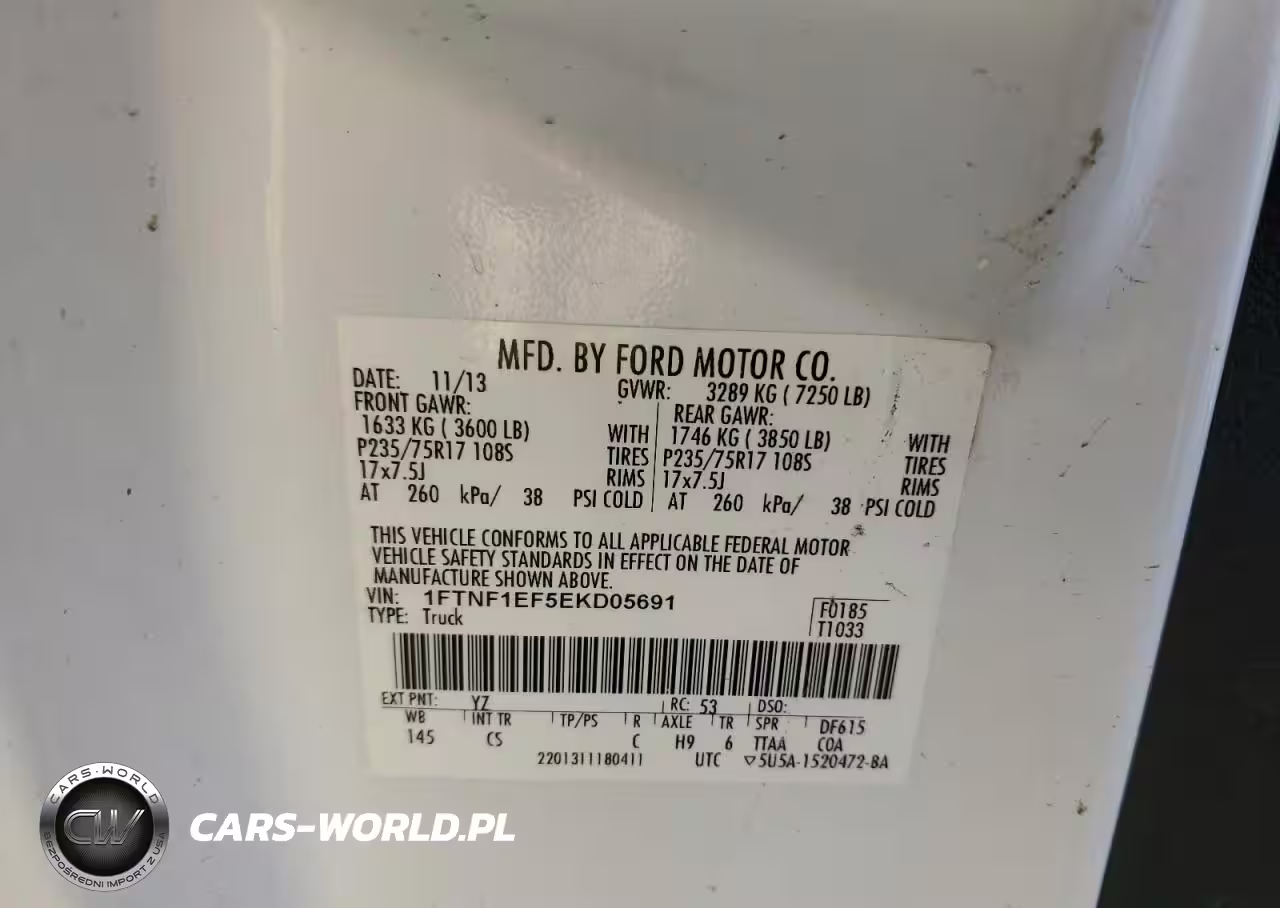 MFD. BY FORD MOTOR CO.
DATE: 11/13 GVWR: 3289 KG ( 7250 LB)
FRONT GAWR: REAR GAWR:
1633 KG ( 3600 LB) WITH 1746 KG ( 3850 LB) WITH
P235/75R17 108S TIRES P235/75R17 108S TIRES
17x7.5J RIMS 17x7.5J RIMS
AT 260 kPa/ 38 PSI COLD AT 260 kPa/ 38 PSI COLD
THIS VEHICLE CONFORMS TO ALL APPLICABLE FEDERAL MOTOR
VEHICLE SAFETY STANDARDS IN EFFECT ON THE DATE OF
MANUFACTURE SHOWN ABOVE.
VIN: 1FTNF1EF5EKD05691
TYPE: Truck
F0185
T1033
EXT PNT: YZ RC: 53 DSO:
WB INT TR TP/PS R AXLE TR SPR DF615
145 CS C H9 6 TTAA COA
2201311180411 UTC ▽5U5A-1520472-BA
CARS-WORLD
CW
BEZPOŚREDNI IMPORT Z USA
CARS-WORLD.PL